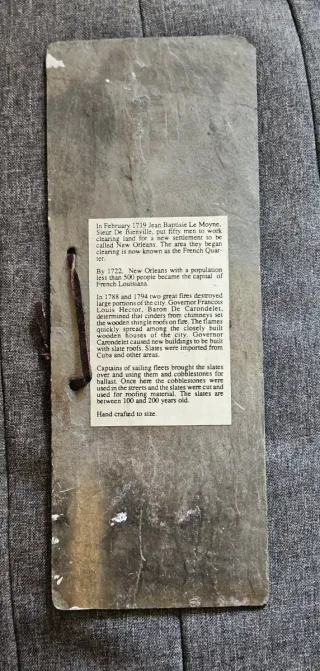 In February 1719 Jean Baptiste Le Moyne,
Sieur De Bienville, put fifty men to work
clearing land for a new settlement to be
called New Orleans. The area they began
clearing is now known as the French Quar-
ter.
By 1722, New Orleans with a population
less than 500 people became the capital of
French Louisiana.
In 1788 and 1794 two great fires destroyed
large portions of the city. Governor Francois
Louis Hector, Baron De Carondelet,
determined that cinders from chimneys set
the wooden shingle roofs on fire. The flames
quickly spread among the closely built
wooden houses of the city. Governor
Carondelet caused new buildings to be built
with slate roofs. Slates were imported from
Cuba and other areas.
Captains of sailing fleets brought the slates
over and using them and cobblestones for
ballast. Once here the cobblestones were
used in the streets and the slates were cut and
used for roofing material. The slates are
between 100 and 200 years old.
Hand crafted to size.